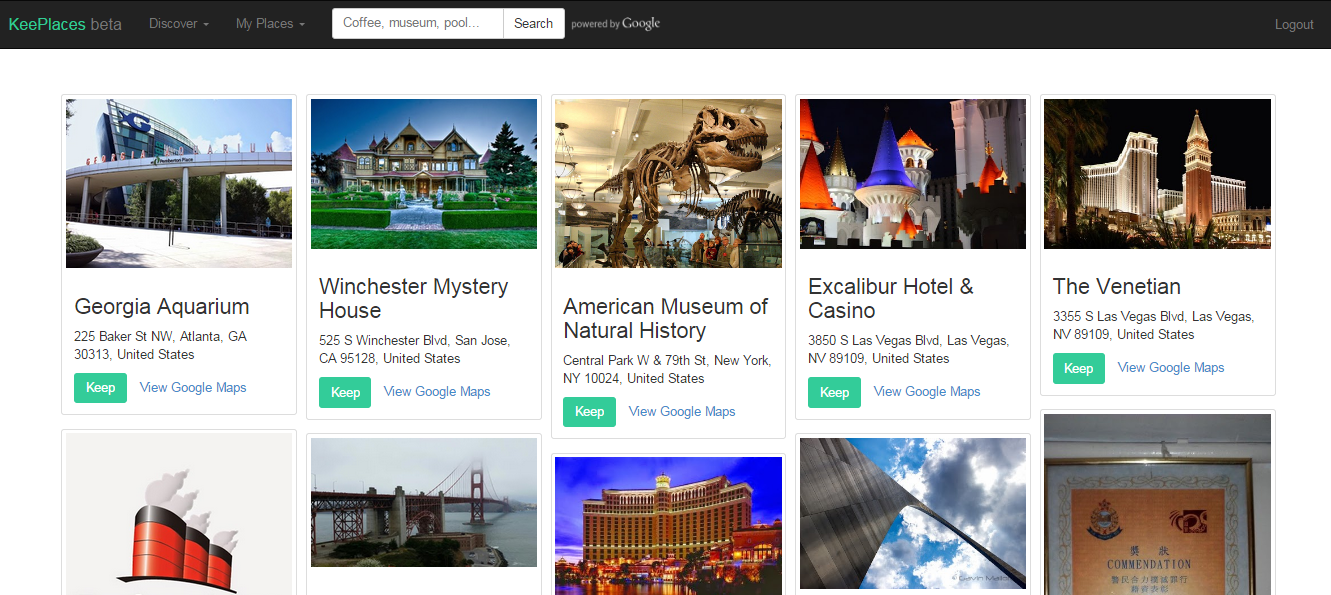 KeePlaces beta
Discover
My Places
Coffee, museum, pool...
Search
powered by Google
Logout
GEORGIA AQUARIUM
Pemberton Place
Georgia Aquarium
225 Baker St NW, Atlanta, GA
30313, United States
Keep
View Google Maps
Winchester Mystery
House
525 S Winchester Blvd, San Jose,
CA 95128, United States
Keep
View Google Maps
American Museum of
Natural History
Central Park W & 79th St, New York,
NY 10024, United States
Keep
View Google Maps
Excalibur Hotel &
Casino
3850 S Las Vegas Blvd, Las Vegas,
NV 89109, United States
Keep
View Google Maps
The Venetian
3355 S Las Vegas Blvd, Las Vegas,
NV 89109, United States
Keep
View Google Maps
獎 狀
COMMENDATION